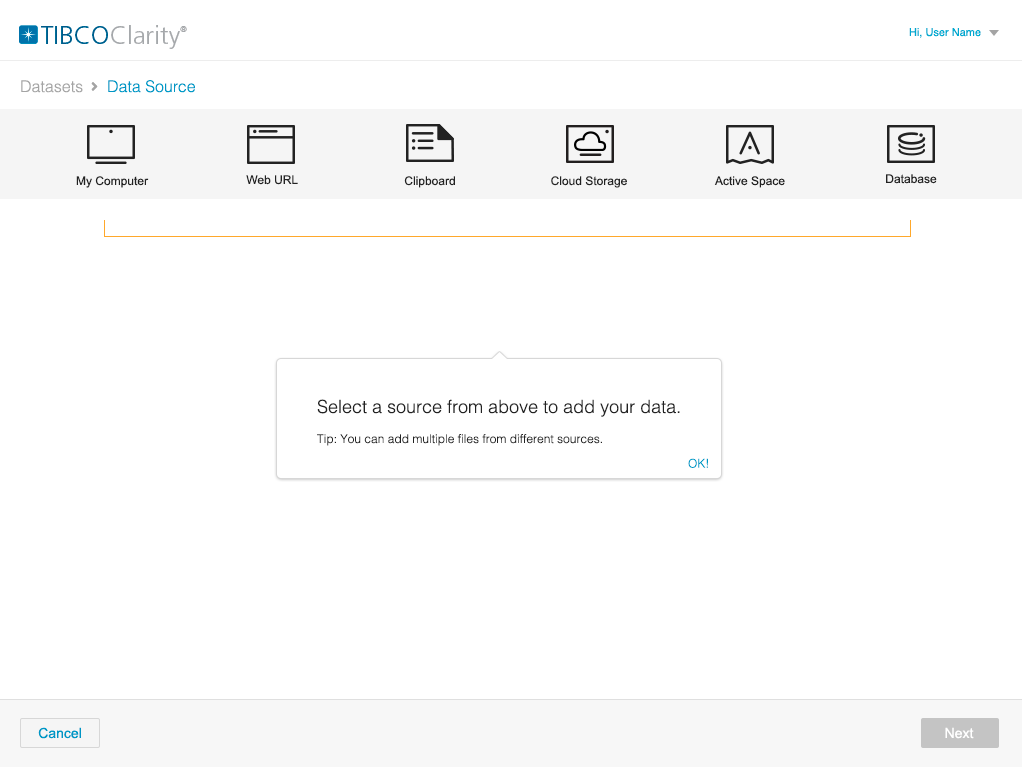 TIBCO Clarity®
Hi, User Name
Datasets > Data Source
My Computer
Web URL
Clipboard
Cloud Storage
Active Space
Database
Select a source from above to add your data.
Tip: You can add multiple files from different sources.
OK!
Cancel
Next